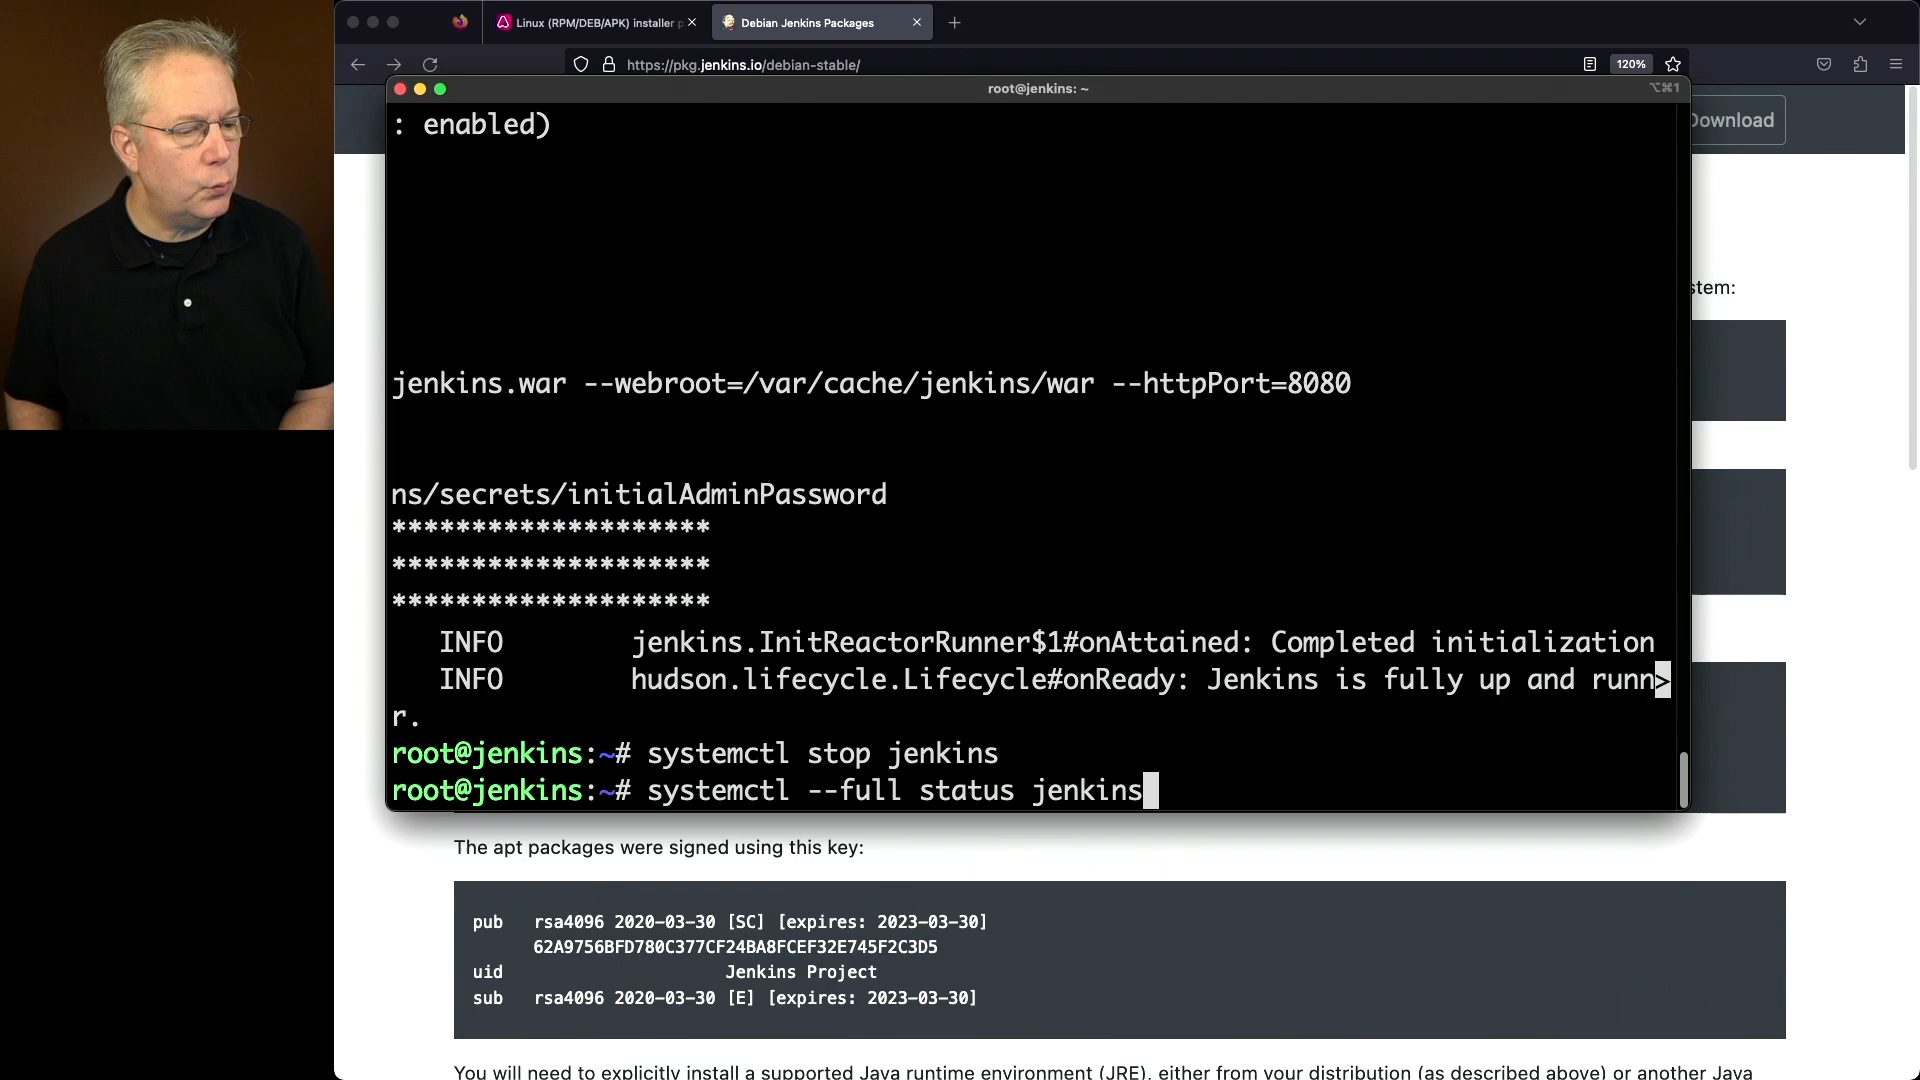 Linux (RPM/DEB/APK) installer
Debian Jenkins Packages
https://pkg.jenkins.io/debian-stable/
120%
root@jenkins: ~
⌥⌘1
Download
: enabled)
stem:
jenkins.war --webroot=/var/cache/jenkins/war --httpPort=8080
ns/secrets/initialAdminPassword
********************
********************
********************
INFO jenkins.InitReactorRunner$1#onAttained: Completed initialization
INFO hudson.lifecycle.Lifecycle#onReady: Jenkins is fully up and runn>
r.
root@jenkins:~# systemctl stop jenkins
root@jenkins:~# systemctl --full status jenkins
The apt packages were signed using this key:
pub rsa4096 2020-03-30 [SC] [expires: 2023-03-30]
62A9756BFD780C377CF24BA8FCEF32E745F2C3D5
uid Jenkins Project
sub rsa4096 2020-03-30 [E] [expires: 2023-03-30]
You will need to explicitly install a supported Java runtime environment (JRE), either from your distribution (as described above) or another Java